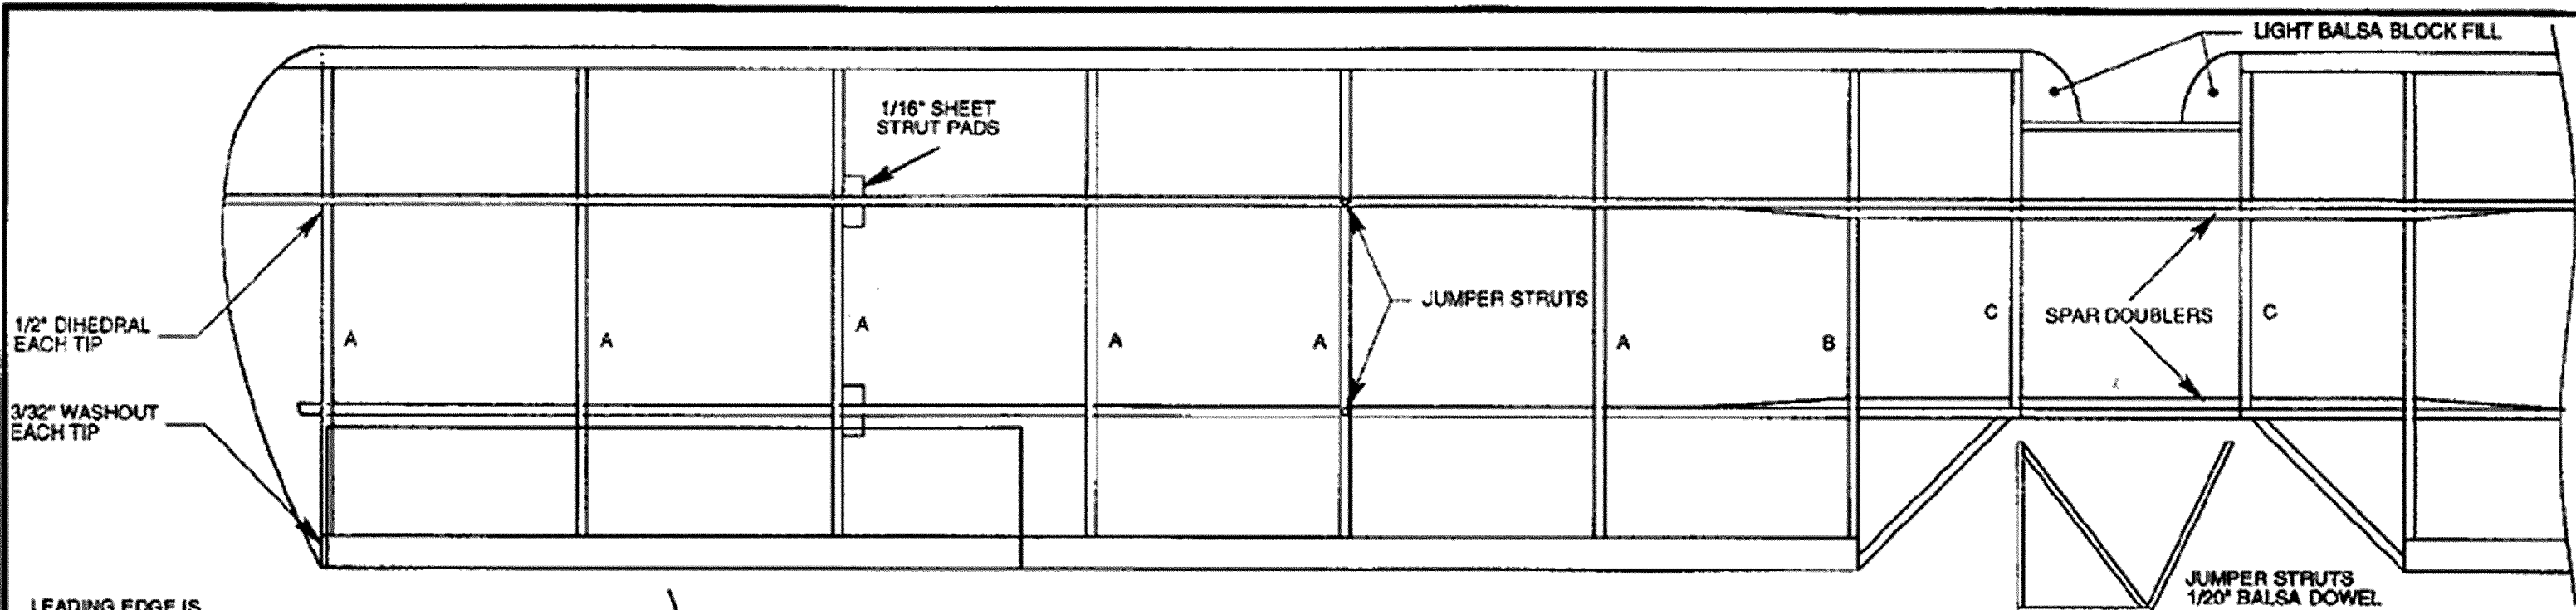 LIGHT BALSA BLOCK FILL
1/16" SHEET
STRUT PADS
JUMPER STRUTS
1/2" DIHEDRAL
EACH TIP
A
A
A
A
A
A
B
C
SPAR DOUBLERS
C
3/32" WASHOUT
EACH TIP
JUMPER STRUTS
1/20" BALSA DOWEL
LEADING EDGE IS